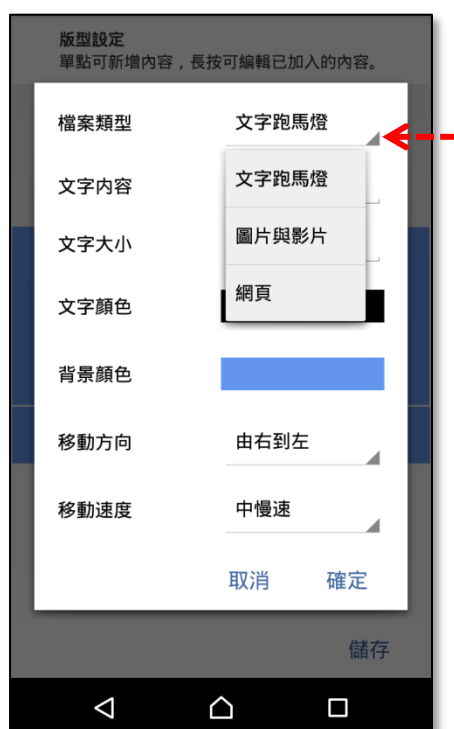 版型設定
單點可新增內容，長按可編輯已加入的內容。
檔案類型 文字跑馬燈
文字內容 文字跑馬燈
文字大小 圖片與影片
網頁
文字顏色
背景顏色
移動方向 由右到左
移動速度 中慢速
取消 確定
儲存